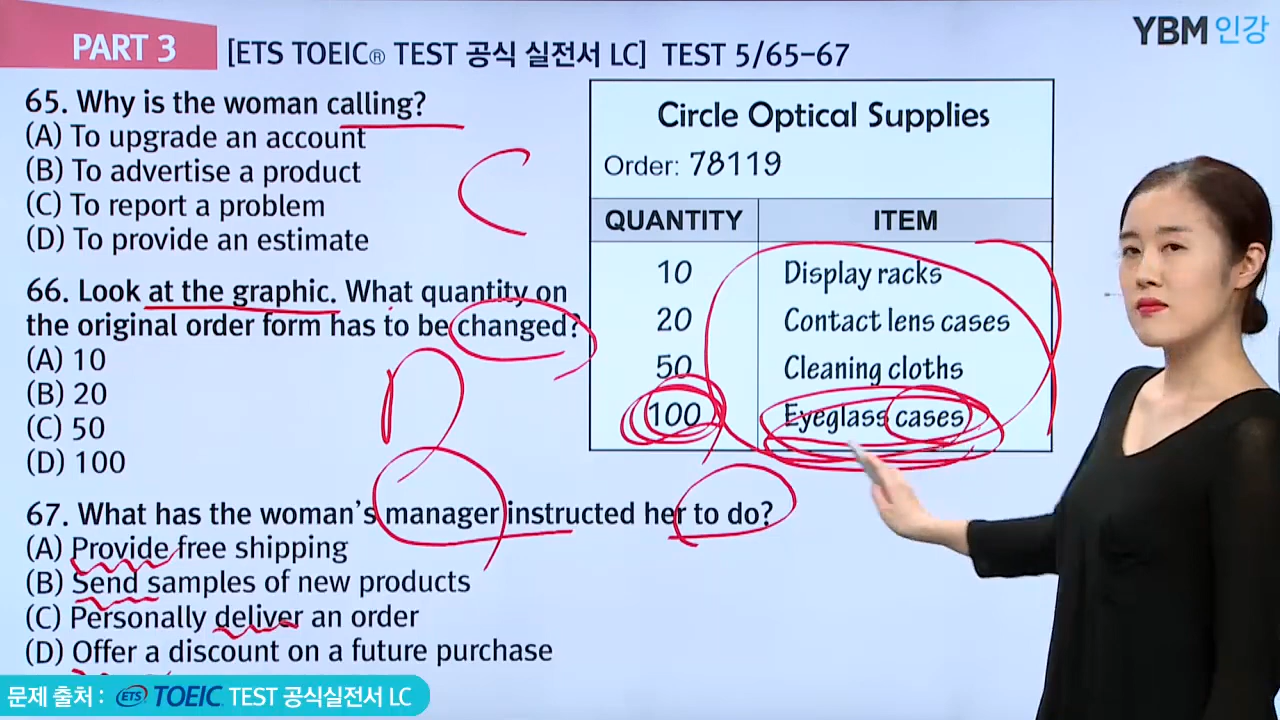 PART 3
[ETS TOEIC® TEST 공식 실전서 LC] TEST 5/65-67
YBM 인강
65. Why is the woman calling?
(A) To upgrade an account
(B) To advertise a product
(C) To report a problem
(D) To provide an estimate
C
66. Look at the graphic. What quantity on
the original order form has to be changed?
(A) 10
(B) 20
(C) 50
(D) 100
67. What has the woman's manager instructed her to do?
(A) Provide free shipping
(B) Send samples of new products
(C) Personally deliver an order
(D) Offer a discount on a future purchase
Circle Optical Supplies
Order: 78119
QUANTITY ITEM
10 Display racks
20 Contact lens cases
50 Cleaning cloths
100 Eyeglass cases
문제 출처 : ETS TOEIC TEST 공식실전서 LC